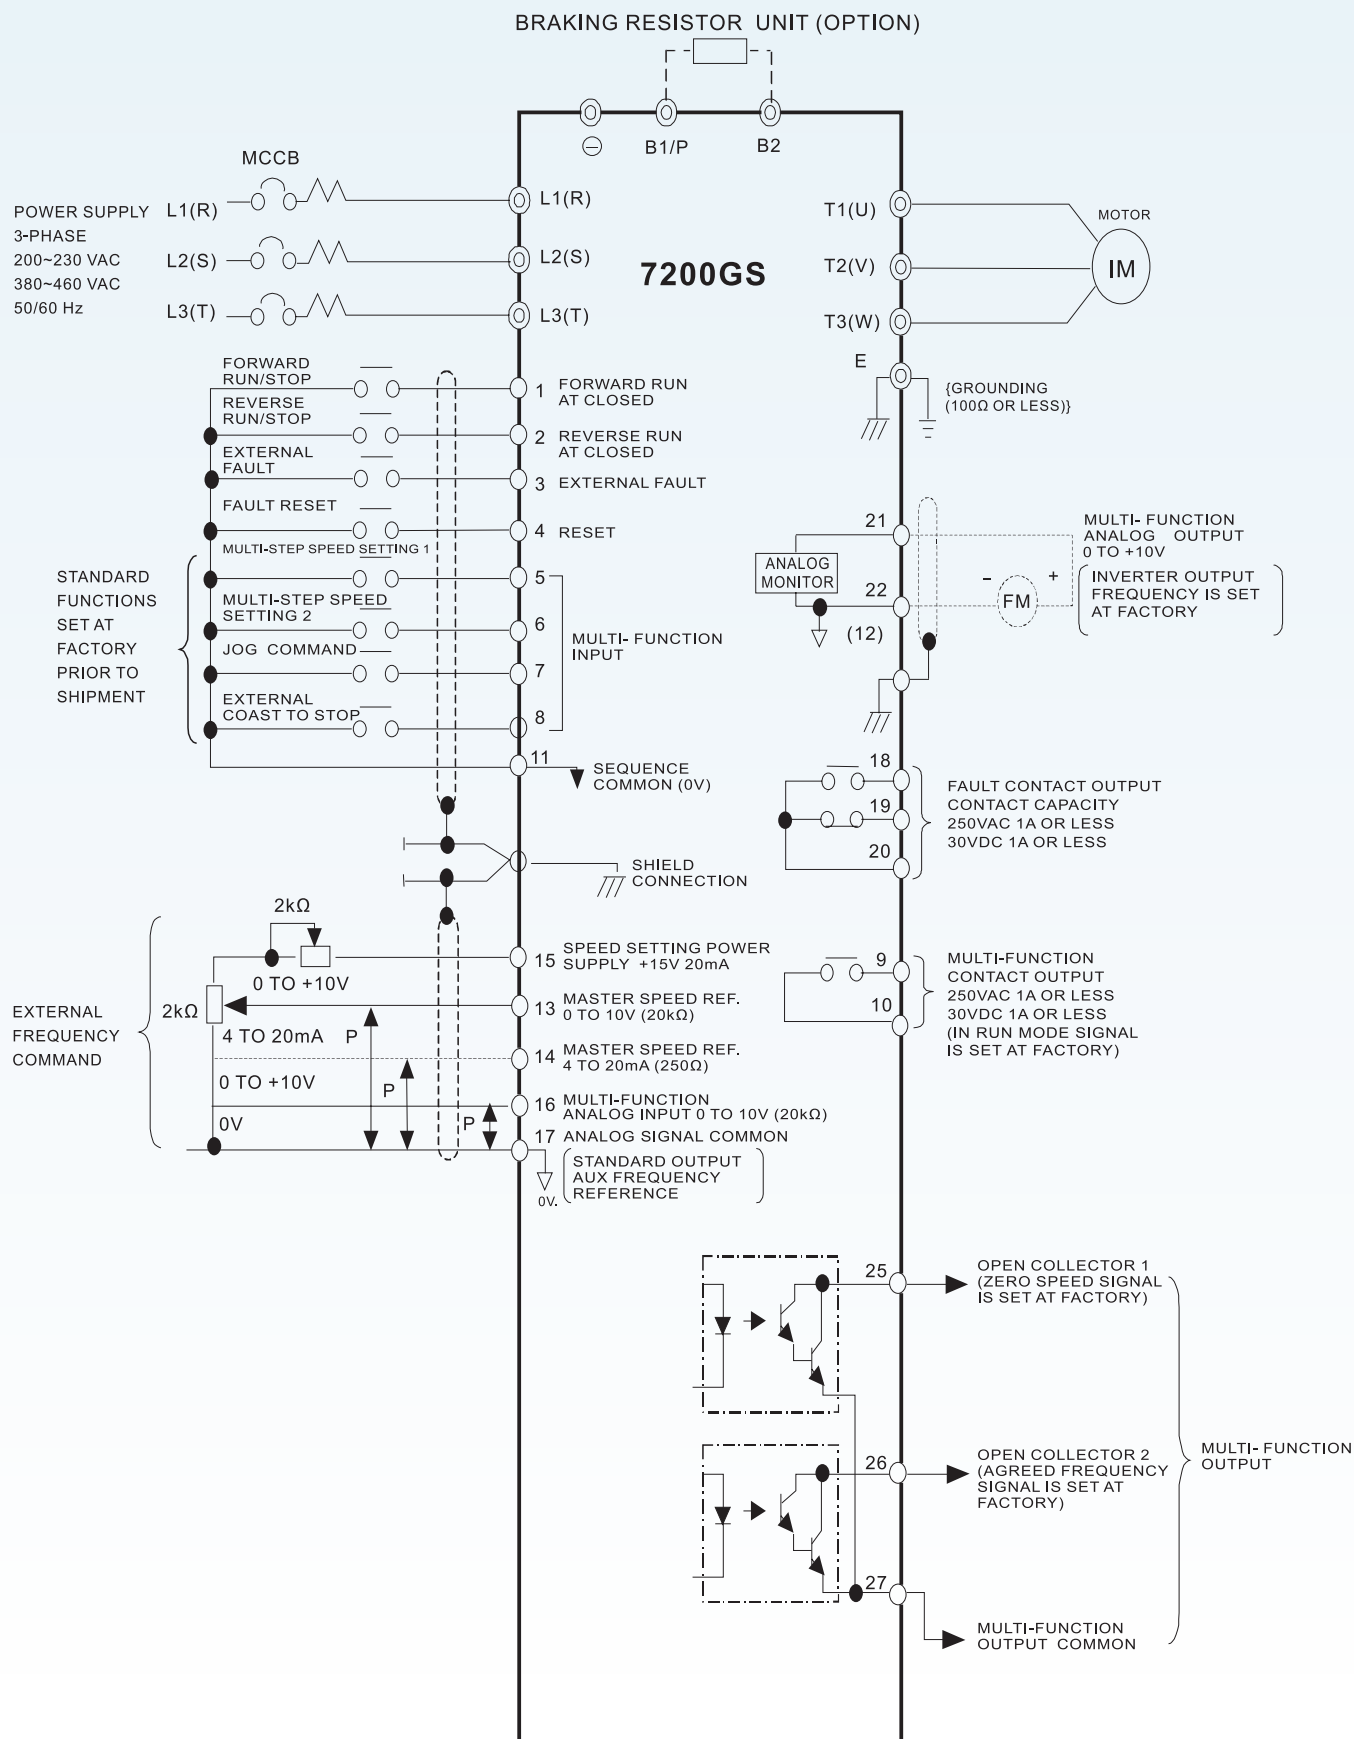 BRAKING RESISTOR UNIT (OPTION)
⊖
B1/P
B2
MCCB
POWER SUPPLY
3-PHASE
200~230 VAC
380~460 VAC
50/60 Hz
L1(R)
L2(S)
L3(T)
L1(R)
L2(S)
L3(T)
7200GS
T1(U)
T2(V)
T3(W)
MOTOR
IM
E
{GROUNDING
(100Ω OR LESS)}
FORWARD
RUN/STOP
REVERSE
RUN/STOP
EXTERNAL
FAULT
FAULT RESET
MULTI-STEP SPEED SETTING 1
MULTI-STEP SPEED
SETTING 2
JOG COMMAND
EXTERNAL
COAST TO STOP
STANDARD
FUNCTIONS
SET AT
FACTORY
PRIOR TO
SHIPMENT
1 FORWARD RUN
AT CLOSED
2 REVERSE RUN
AT CLOSED
3 EXTERNAL FAULT
4 RESET
5
6
7
8
MULTI- FUNCTION
INPUT
11
SEQUENCE
COMMON (0V)
SHIELD
CONNECTION
21
ANALOG
MONITOR
22
(12)
- +
FM
MULTI- FUNCTION
ANALOG OUTPUT
0 TO +10V
INVERTER OUTPUT
FREQUENCY IS SET
AT FACTORY
18
19
20
FAULT CONTACT OUTPUT
CONTACT CAPACITY
250VAC 1A OR LESS
30VDC 1A OR LESS
9
10
MULTI-FUNCTION
CONTACT OUTPUT
250VAC 1A OR LESS
30VDC 1A OR LESS
(IN RUN MODE SIGNAL
IS SET AT FACTORY)
EXTERNAL
FREQUENCY
COMMAND
2kΩ
0 TO +10V
2kΩ
4 TO 20mA
P
0 TO +10V
P
0V
P
15 SPEED SETTING POWER
SUPPLY +15V 20mA
13 MASTER SPEED REF.
0 TO 10V (20kΩ)
14 MASTER SPEED REF.
4 TO 20mA (250Ω)
16 MULTI-FUNCTION
ANALOG INPUT 0 TO 10V (20kΩ)
17 ANALOG SIGNAL COMMON
0V.
STANDARD OUTPUT
AUX FREQUENCY
REFERENCE
25
OPEN COLLECTOR 1
(ZERO SPEED SIGNAL
IS SET AT FACTORY)
26
OPEN COLLECTOR 2
(AGREED FREQUENCY
SIGNAL IS SET AT
FACTORY)
27
MULTI-FUNCTION
OUTPUT COMMON
MULTI- FUNCTION
OUTPUT